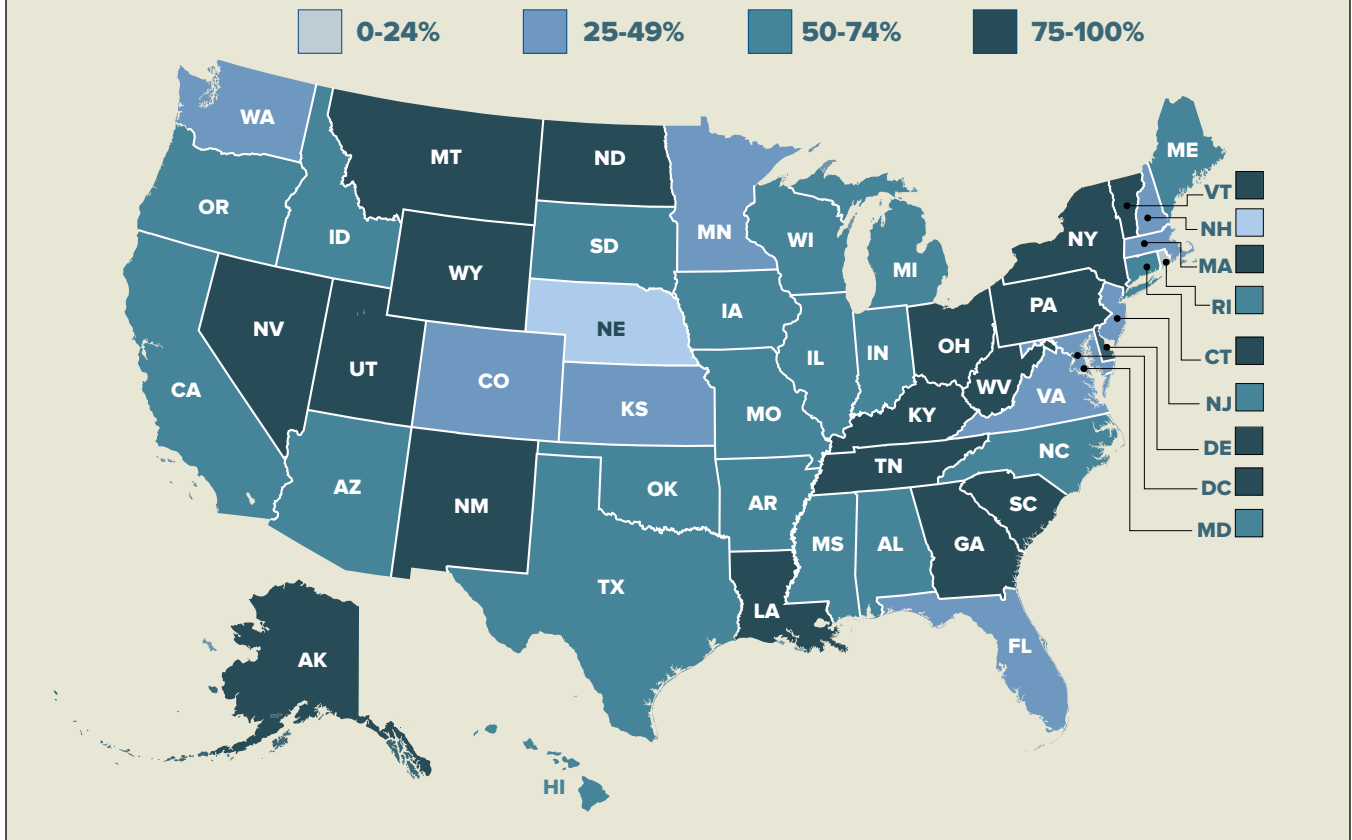 0-24% 25-49% 50-74% 75-100%
WA
MT
ND
ME
VT
OR
ID
SD
MN
WI
NY
NH
MI
MA
WY
RI
NV
NE
IA
PA
UT
IL
IN
OH
CT
CA
CO
WV
VA
KS
MO
KY
NJ
AZ
TN
NC
DE
NM
OK
AR
SC
DC
MS
AL
GA
MD
TX
LA
FL
AK
HI